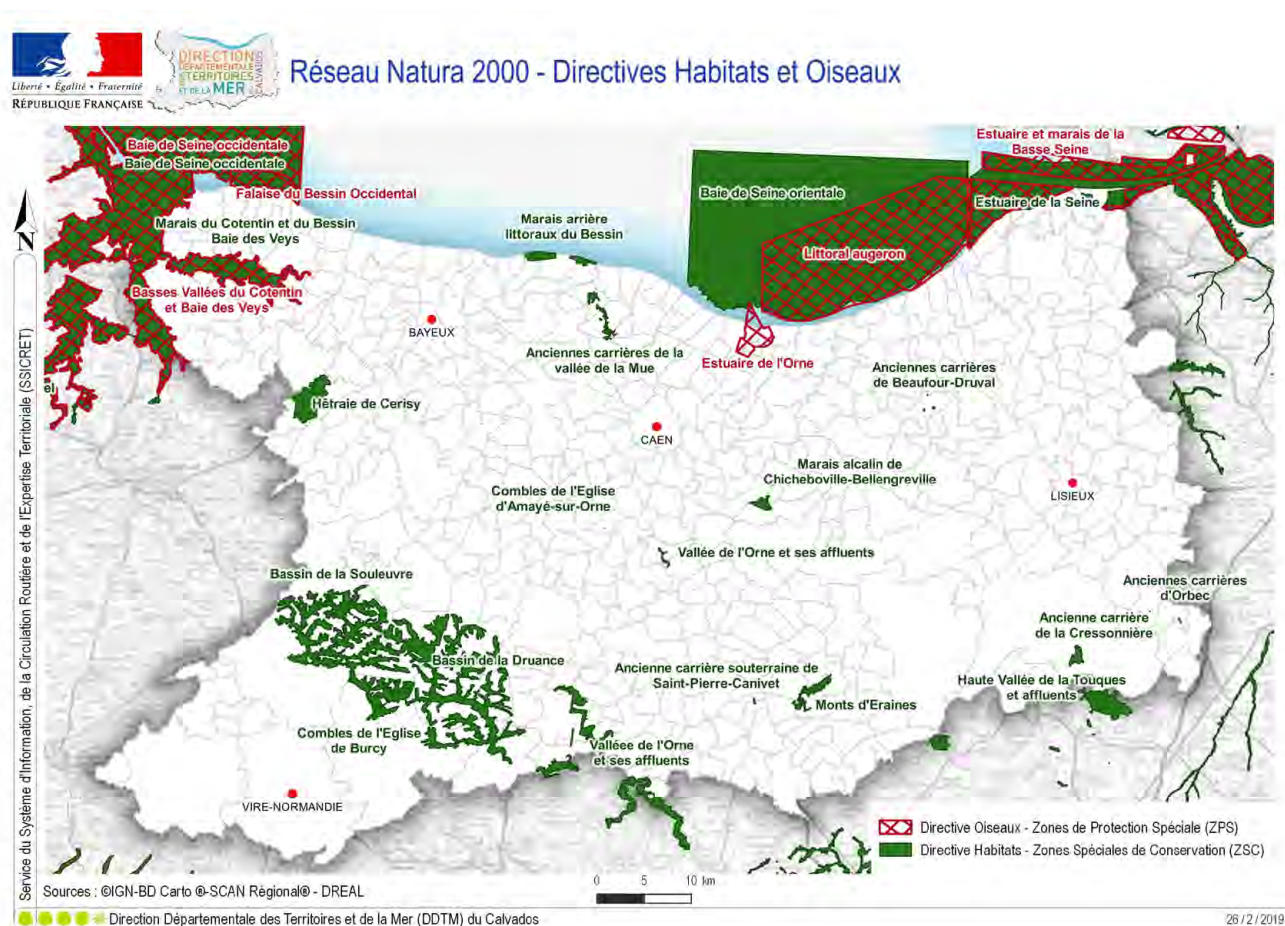 Liberté • Égalité • Fraternité
RÉPUBLIQUE FRANÇAISE
DIRECTION
DÉPARTEMENTALE
DES TERRITOIRES
ET DE LA MER
CALVADOS
Réseau Natura 2000 - Directives Habitats et Oiseaux
Baie de Seine occidentale
Baie de Seine occidentale
Falaise du Bessin Occidental
Marais du Cotentin et du Bessin
Baie des Veys
Basses Vallées du Cotentin
et Baie des Veys
Marais arrière
littoraux du Bessin
Baie de Seine orientale
Estuaire et marais de la
Basse Seine
Estuaire de la Seine
Littoral augeron
BAYEUX
Anciennes carrières de la
vallée de la Mue
Estuaire de l'Orne
Anciennes carrières
de Beaufour-Druval
el
Hêtraie de Cerisy
CAEN
Combles de l'Eglise
d'Amayé-sur-Orne
Marais alcalin de
Chicheboville-Bellengreville
LISIEUX
Vallée de l'Orne et ses affluents
Bassin de la Souleuvre
Anciennes carrières
d'Orbec
Ancienne carrière
de la Cressonnière
Bassin de la Druance
Ancienne carrière souterraine de
Saint-Pierre-Canivet
Haute Vallée de la Touques
et affluents
Monts d'Eraines
Combles de l'Eglise
de Burcy
Valléee de l'Orne
et ses affluents
VIRE-NORMANDIE
Directive Oiseaux - Zones de Protection Spéciale (ZPS)
Directive Habitats - Zones Spéciales de Conservation (ZSC)
N
Service du Système d'Information, de la Circulation Routière et de l'Expertise Territoriale (SSICRET)
Sources : ©IGN-BD Carto ®-SCAN Régional® - DREAL
0 5 10 km
Direction Départementale des Territoires et de la Mer (DDTM) du Calvados
26 / 2 / 2019